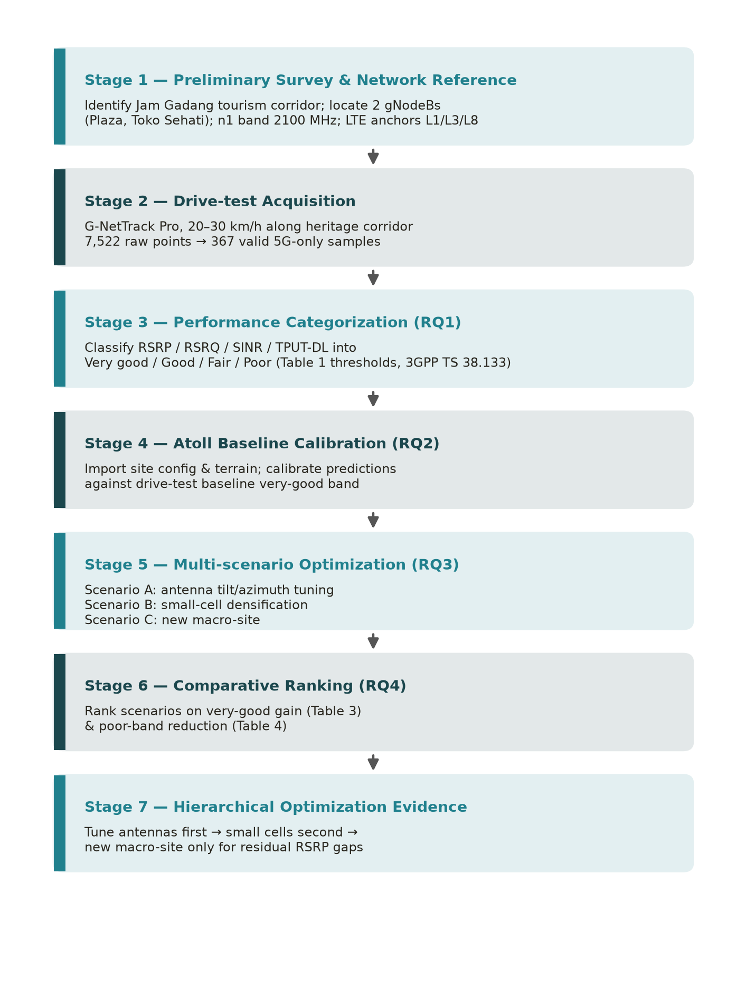 Stage 1 — Preliminary Survey & Network Reference
Identify Jam Gadang tourism corridor; locate 2 gNodeBs
(Plaza, Toko Sehati); n1 band 2100 MHz; LTE anchors L1/L3/L8
Stage 2 — Drive-test Acquisition
G-NetTrack Pro, 20–30 km/h along heritage corridor
7,522 raw points → 367 valid 5G-only samples
Stage 3 — Performance Categorization (RQ1)
Classify RSRP / RSRQ / SINR / TPUT-DL into
Very good / Good / Fair / Poor (Table 1 thresholds, 3GPP TS 38.133)
Stage 4 — Atoll Baseline Calibration (RQ2)
Import site config & terrain; calibrate predictions
against drive-test baseline very-good band
Stage 5 — Multi-scenario Optimization (RQ3)
Scenario A: antenna tilt/azimuth tuning
Scenario B: small-cell densification
Scenario C: new macro-site
Stage 6 — Comparative Ranking (RQ4)
Rank scenarios on very-good gain (Table 3)
& poor-band reduction (Table 4)
Stage 7 — Hierarchical Optimization Evidence
Tune antennas first → small cells second →
new macro-site only for residual RSRP gaps